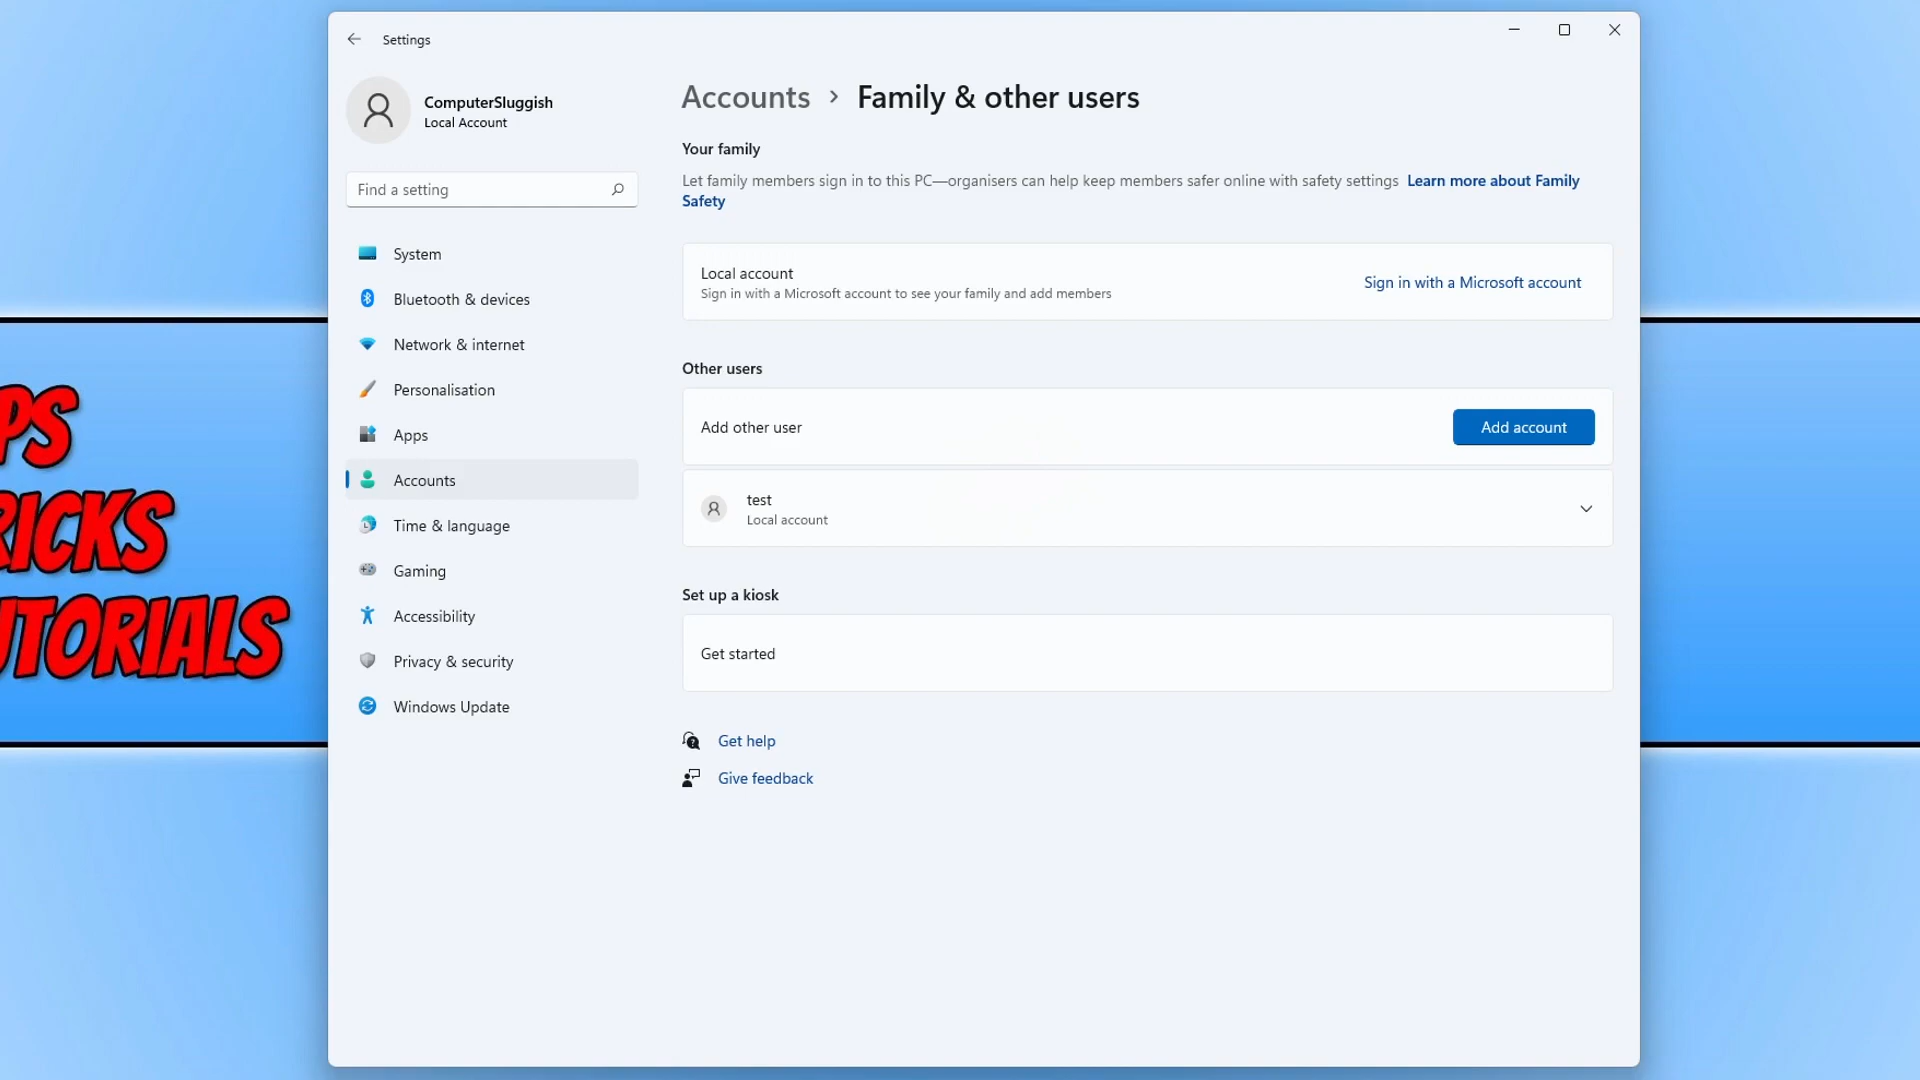 Settings
ComputerSluggish
Local Account
Find a setting
System
Bluetooth & devices
Network & internet
Personalisation
Apps
Accounts
Time & language
Gaming
Accessibility
Privacy & security
Windows Update
Accounts > Family & other users
Your family
Let family members sign in to this PC—organisers can help keep members safer online with safety settings Learn more about Family
Safety
Local account
Sign in with a Microsoft account to see your family and add members
Sign in with a Microsoft account
Other users
Add other user
Add account
test
Local account
Set up a kiosk
Get started
Get help
Give feedback
PS
RICKS
UTORIALS